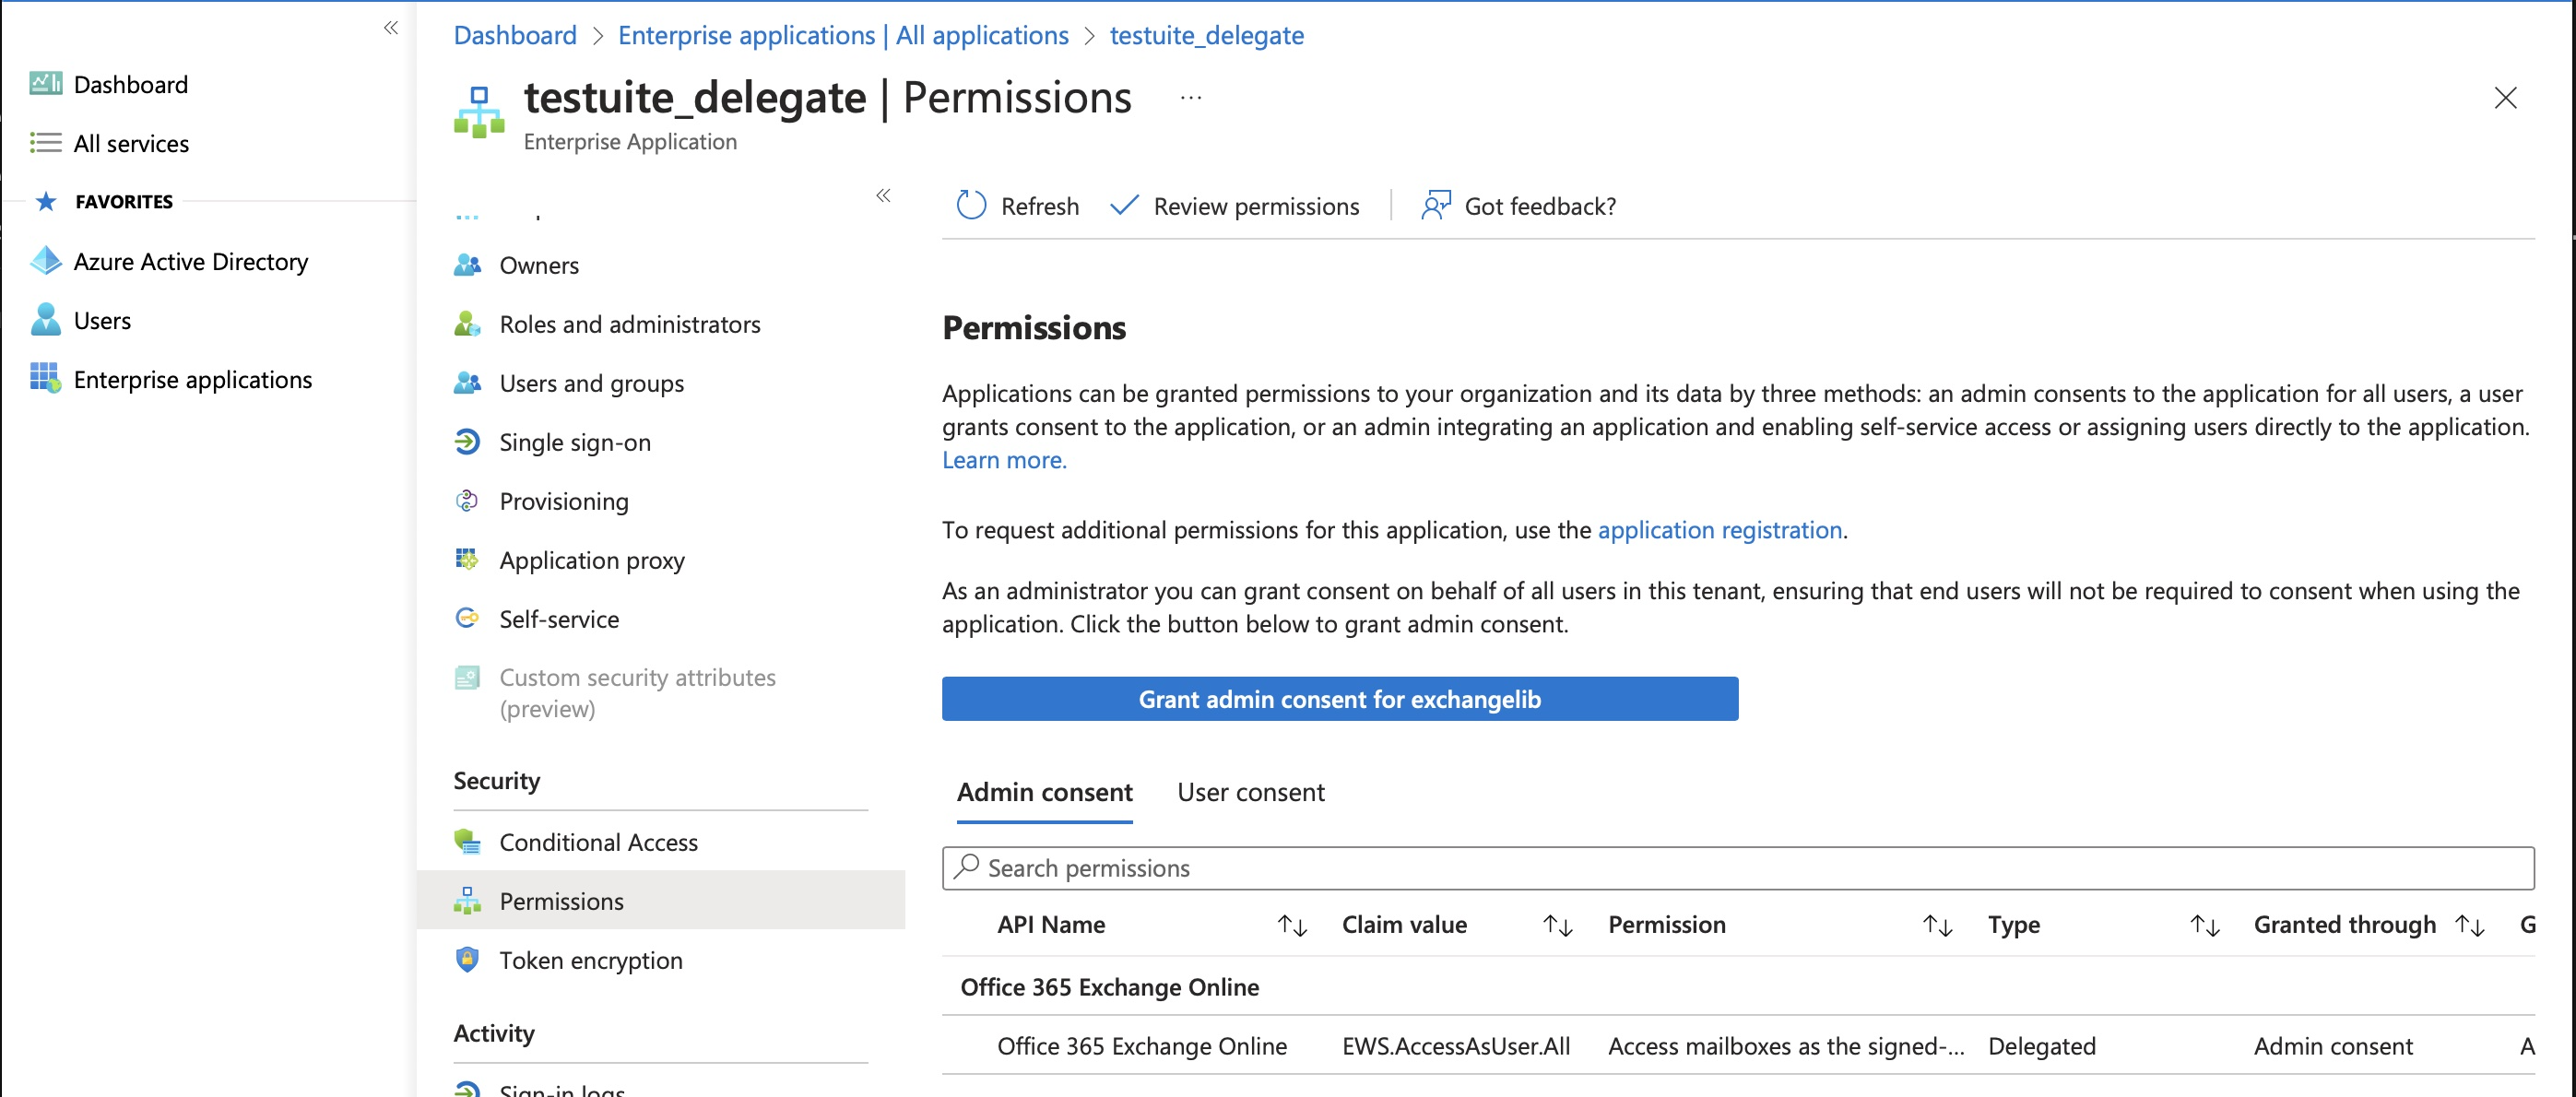 Dashboard
All services
FAVORITES
Azure Active Directory
Users
Enterprise applications
Dashboard > Enterprise applications | All applications > testuite_delegate
testuite_delegate | Permissions ...
Enterprise Application
Owners
Roles and administrators
Users and groups
Single sign-on
Provisioning
Application proxy
Self-service
Custom security attributes
(preview)
Security
Conditional Access
Permissions
Token encryption
Activity
Sign-in logs
Refresh Review permissions Got feedback?
Permissions
Applications can be granted permissions to your organization and its data by three methods: an admin consents to the application for all users, a user
grants consent to the application, or an admin integrating an application and enabling self-service access or assigning users directly to the application.
Learn more.
To request additional permissions for this application, use the application registration.
As an administrator you can grant consent on behalf of all users in this tenant, ensuring that end users will not be required to consent when using the
application. Click the button below to grant admin consent.
Grant admin consent for exchangelib
Admin consent User consent
Search permissions
API Name Claim value Permission Type Granted through G
Office 365 Exchange Online
Office 365 Exchange Online EWS.AccessAsUser.All Access mailboxes as the signed-... Delegated Admin consent A